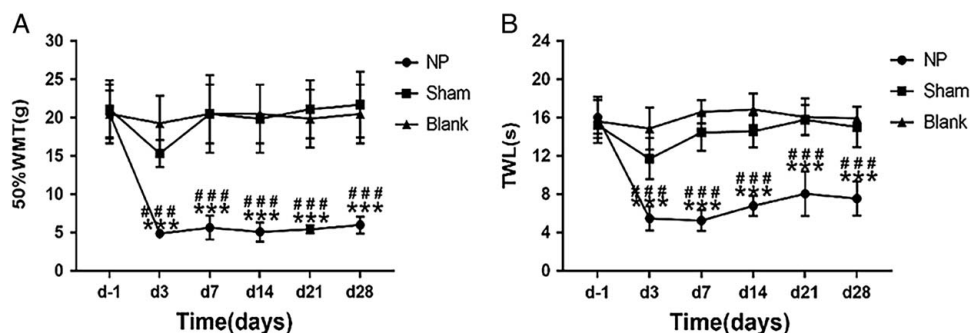 A
50%WMT(g)
30
25
20
15
10
5
0
###
***
###
***
###
***
###
***
###
***
d-1 d3 d7 d14 d21 d28
Time(days)
NP
Sham
Blank
B
TWL(s)
24
20
16
12
8
4
0
###
***
###
***
###
***
###
***
###
***
d-1 d3 d7 d14 d21 d28
Time(days)
NP
Sham
Blank